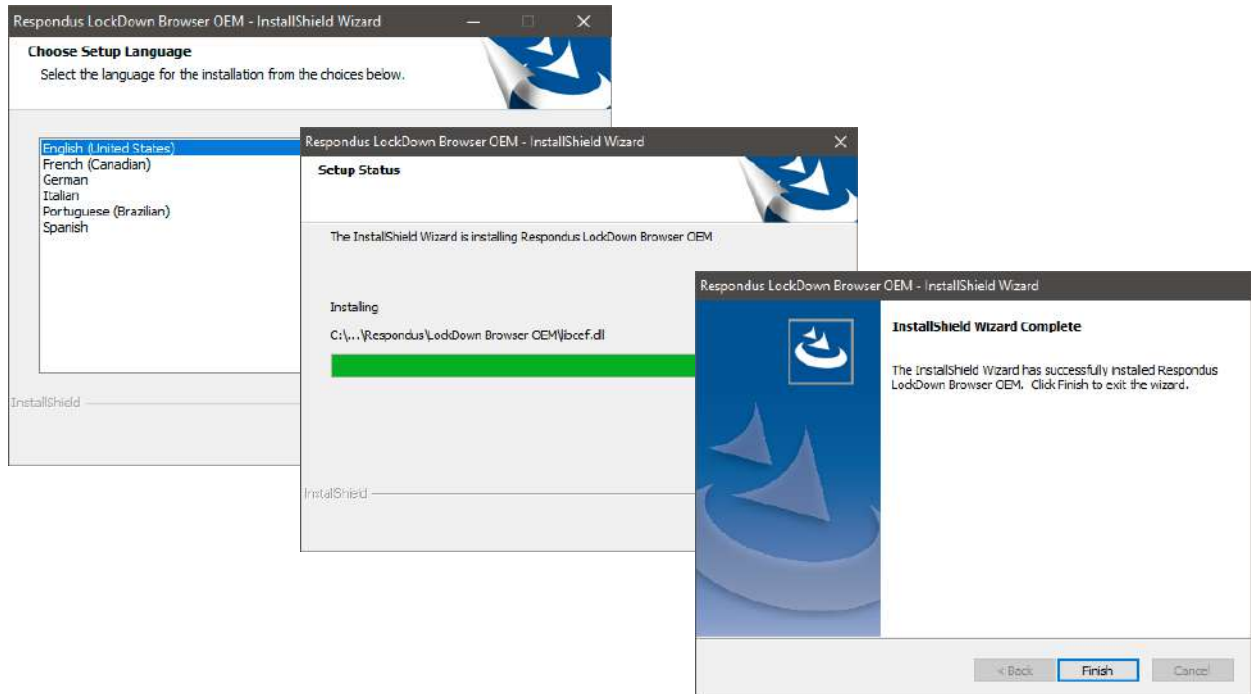 Respondus LockDown Browser OEM - InstallShield Wizard
Choose Setup Language
Select the language for the installation from the choices below.
English (United States)
French (Canadian)
German
Italian
Portuguese (Brazilian)
Spanish
InstallShield
Respondus LockDown Browser OEM - InstallShield Wizard
Setup Status
The InstallShield Wizard is installing Respondus LockDown Browser OEM
Installing
C:\...\Respondus\LockDown Browser OEM\libcef.dll
InstallShield
Respondus LockDown Browser OEM - InstallShield Wizard
InstallShield Wizard Complete
The InstallShield Wizard has successfully installed Respondus
LockDown Browser OEM. Click Finish to exit the wizard.
< Back
Finish
Cancel